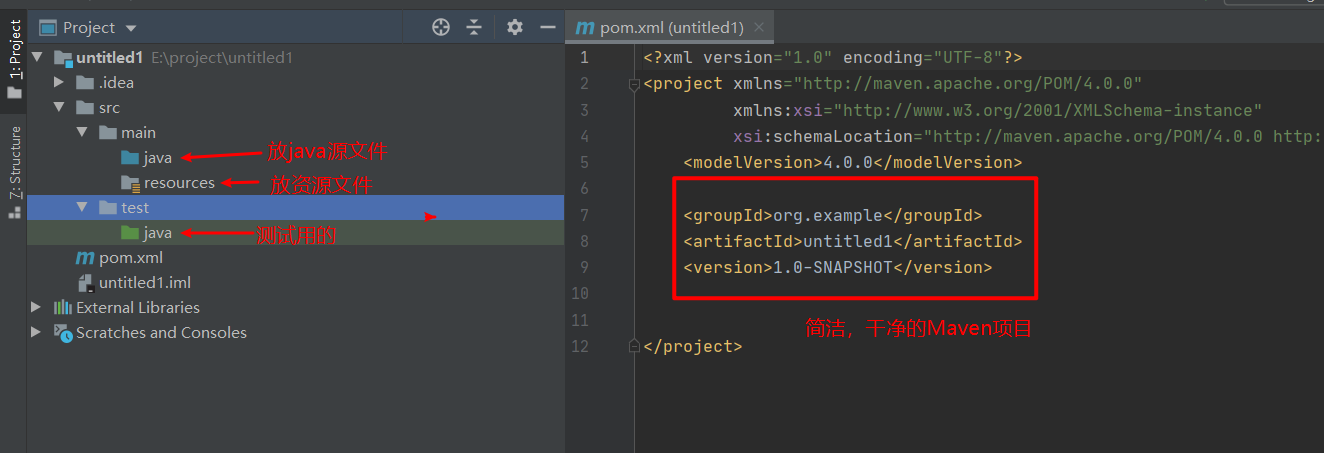 Project
pom.xml (untitled1)
1: Project
Z: Structure
untitled1 E:\project\untitled1
.idea
src
main
java
放java源文件
resources
放资源文件
test
java
测试用的
pom.xml
untitled1.iml
External Libraries
Scratches and Consoles
1 <?xml version="1.0" encoding="UTF-8"?>
2 <project xmlns="http://maven.apache.org/POM/4.0.0"
3 xmlns:xsi="http://www.w3.org/2001/XMLSchema-instance"
4 xsi:schemaLocation="http://maven.apache.org/POM/4.0.0 http:
5 <modelVersion>4.0.0</modelVersion>
6
7 <groupId>org.example</groupId>
8 <artifactId>untitled1</artifactId>
9 <version>1.0-SNAPSHOT</version>
10
11
简洁，干净的Maven项目
12 </project>